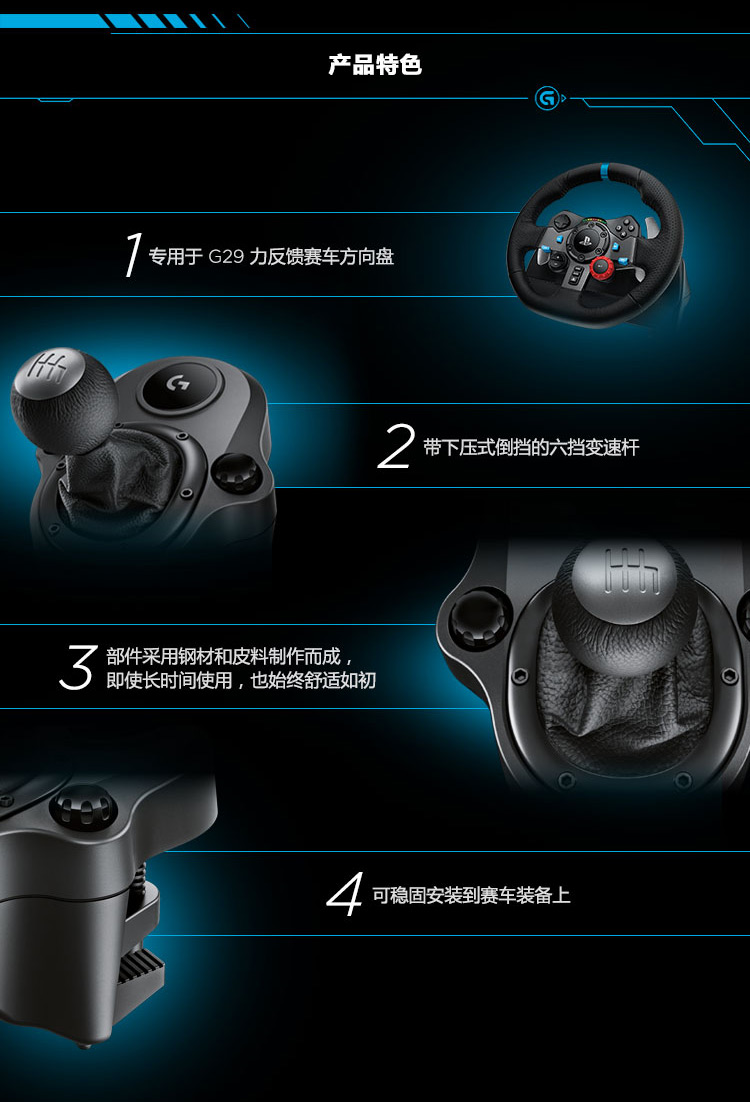 产品特色
1 专用于 G29 力反馈赛车方向盘
2 带下压式倒挡的六挡变速杆
3 部件采用钢材和皮料制作而成，
即使长时间使用，也始终舒适如初
4 可稳固安装到赛车装备上